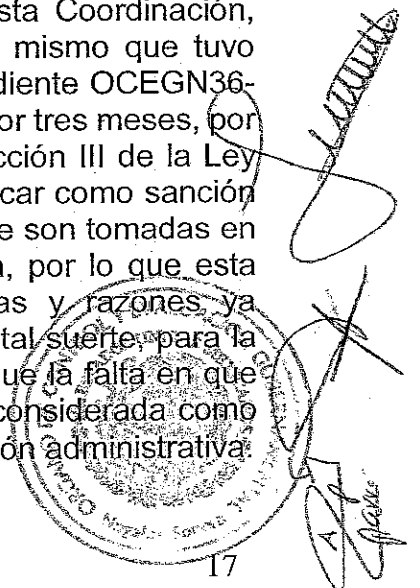 esta Coordinación,
mismo que tuvo
diente OCEGN36-
or tres meses, por
cción III de la Ley
car como sanción
e son tomadas en
a, por lo que esta
as y razones ya
tal suerte, para la
ue la falta en que
considerada como
ón administrativa.
17